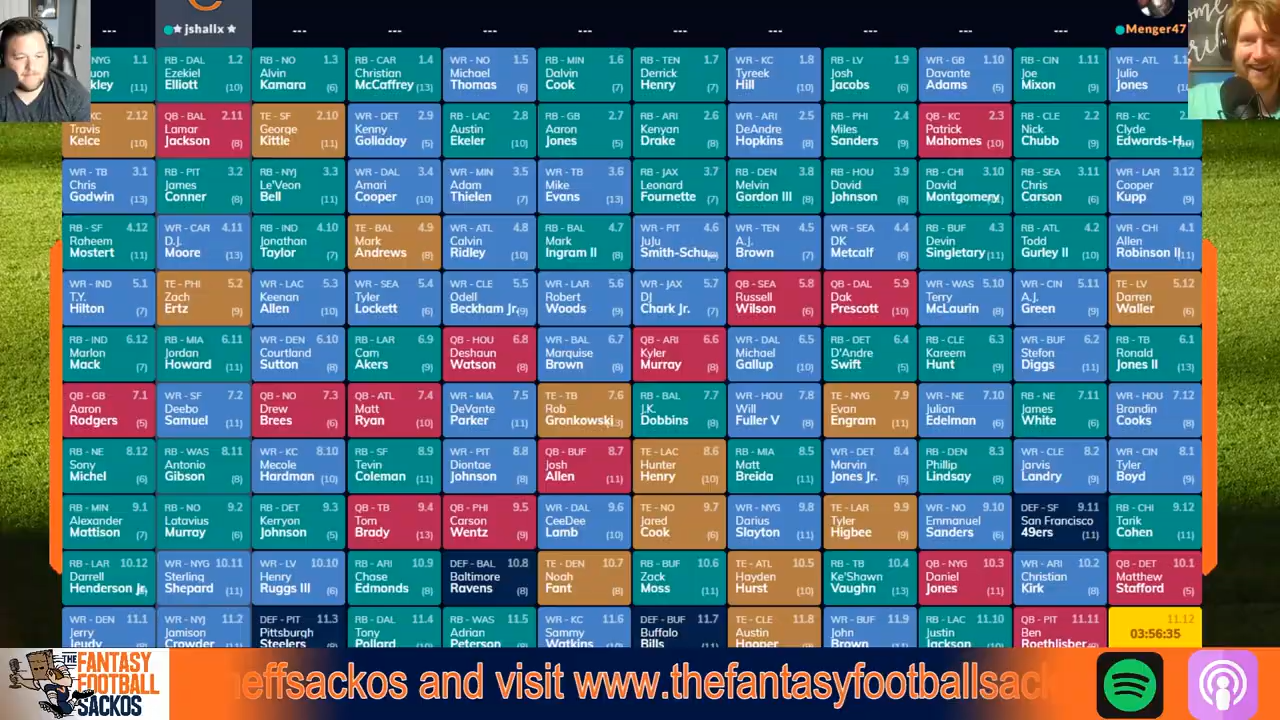 --- ★ jshallx ★ --- --- --- --- --- --- --- --- --- Menger47
NYG 1.1 RB - DAL 1.2 RB - NO 1.3 RB - CAR 1.4 WR - NO 1.5 RB - MIN 1.6 RB - TEN 1.7 WR - KC 1.8 RB - LV 1.9 WR - GB 1.10 RB - CIN 1.11 WR - ATL
Ezekiel Alvin Christian Michael Dalvin Derrick Tyreek Josh Davante Joe Julio
kley (11) Elliott (10) Kamara (6) McCaffrey (13) Thomas (6) Cook (7) Henry (7) Hill (10) Jacobs (6) Adams (5) Mixon (9) Jones
KC 2.12 QB - BAL 2.11 TE - SF 2.10 WR - DET 2.9 RB - LAC 2.8 RB - GB 2.7 RB - ARI 2.6 WR - ARI 2.5 RB - PHI 2.4 QB - KC 2.3 RB - CLE 2.2 RB - KC
Travis Lamar George Kenny Austin Aaron Kenyan DeAndre Miles Patrick Nick Clyde
Kelce (10) Jackson (8) Kittle (11) Golladay (5) Ekeler (10) Jones (5) Drake (8) Hopkins (8) Sanders (9) Mahomes (10) Chubb (9) Edwards-H...
WR - TB 3.1 RB - PIT 3.2 RB - NYJ 3.3 WR - DAL 3.4 WR - MIN 3.5 WR - TB 3.6 RB - JAX 3.7 RB - DEN 3.8 RB - HOU 3.9 RB - CHI 3.10 RB - SEA 3.11 WR - LAR 3.12
Chris James Le'Veon Amari Adam Mike Leonard Melvin David David Chris Cooper
Godwin (13) Conner (8) Bell (11) Cooper (10) Thielen (7) Evans (13) Fournette (7) Gordon III (8) Johnson (8) Montgomery Carson (6) Kupp (9)
RB - SF 4.12 WR - CAR 4.11 RB - IND 4.10 TE - BAL 4.9 WR - ATL 4.8 RB - BAL 4.7 WR - PIT 4.6 WR - TEN 4.5 WR - SEA 4.4 RB - BUF 4.3 RB - ATL 4.2 WR - CHI 4.1
Raheem D.J. Jonathan Mark Calvin Mark JuJu A.J. DK Devin Todd Allen
Mostert (11) Moore (13) Taylor (7) Andrews (8) Ridley (10) Ingram II (8) Smith-Schu... Brown (7) Metcalf (6) Singletary (11) Gurley II (10) Robinson II (11)
WR - IND 5.1 TE - PHI 5.2 WR - LAC 5.3 WR - SEA 5.4 WR - CLE 5.5 WR - LAR 5.6 WR - JAX 5.7 QB - SEA 5.8 QB - DAL 5.9 WR - WAS 5.10 WR - CIN 5.11 TE - LV 5.12
T.Y. Zach Keenan Tyler Odell Robert DJ Russell Dak Terry A.J. Darren
Hilton (7) Ertz (9) Allen (10) Lockett (6) Beckham Jr. (9) Woods (9) Chark Jr. (7) Wilson (6) Prescott (10) McLaurin (8) Green (9) Waller (6)
RB - IND 6.12 RB - MIA 6.11 WR - DEN 6.10 RB - LAR 6.9 QB - HOU 6.8 WR - BAL 6.7 QB - ARI 6.6 WR - DAL 6.5 RB - DET 6.4 RB - CLE 6.3 WR - BUF 6.2 RB - TB 6.1
Marlon Jordan Courtland Cam Deshaun Marquise Kyler Michael D'Andre Kareem Stefon Ronald
Mack (7) Howard (11) Sutton (8) Akers (9) Watson (8) Brown (8) Murray (8) Gallup (10) Swift (5) Hunt (9) Diggs (11) Jones II (13)
QB - GB 7.1 WR - SF 7.2 QB - NO 7.3 QB - ATL 7.4 WR - MIA 7.5 TE - TB 7.6 RB - BAL 7.7 WR - HOU 7.8 TE - NYG 7.9 WR - NE 7.10 RB - NE 7.11 WR - HOU 7.12
Aaron Deebo Drew Matt DeVante Rob J.K. Will Evan Julian James Brandin
Rodgers (5) Samuel (11) Brees (6) Ryan (10) Parker (11) Gronkowski (13) Dobbins (8) Fuller V (8) Engram (11) Edelman (6) White (6) Cooks (8)
RB - NE 8.12 RB - WAS 8.11 WR - KC 8.10 RB - SF 8.9 WR - PIT 8.8 QB - BUF 8.7 TE - LAC 8.6 RB - MIA 8.5 WR - DET 8.4 RB - DEN 8.3 WR - CLE 8.2 WR - CIN 8.1
Sony Antonio Mecole Tevin Diontae Josh Hunter Matt Marvin Phillip Jarvis Tyler
Michel (6) Gibson (8) Hardman (10) Coleman (11) Johnson (8) Allen (11) Henry (10) Breida (11) Jones Jr. (5) Lindsay (8) Landry (9) Boyd (9)
RB - MIN 9.1 RB - NO 9.2 RB - DET 9.3 QB - TB 9.4 QB - PHI 9.5 WR - DAL 9.6 TE - NO 9.7 WR - NYG 9.8 TE - LAR 9.9 WR - NO 9.10 DEF - SF 9.11 RB - CHI 9.12
Alexander Latavius Kerryon Tom Carson CeeDee Jared Darius Tyler Emmanuel San Francisco Tarik
Mattison (7) Murray (6) Johnson (5) Brady (13) Wentz (9) Lamb (10) Cook (6) Slayton (11) Higbee (9) Sanders (6) 49ers (11) Cohen (11)
RB - LAR 10.12 WR - NYG 10.11 WR - LV 10.10 RB - ARI 10.9 DEF - BAL 10.8 TE - DEN 10.7 RB - BUF 10.6 TE - ATL 10.5 RB - TB 10.4 QB - NYG 10.3 WR - ARI 10.2 QB - DET 10.1
Darrell Sterling Henry Chase Baltimore Noah Zack Hayden Ke'Shawn Daniel Christian Matthew
Henderson Jr. Shepard (11) Ruggs III (6) Edmonds (8) Ravens (8) Fant (8) Moss (11) Hurst (10) Vaughn (13) Jones (11) Kirk (8) Stafford (5)
WR - DEN 11.1 WR - NYJ 11.2 DEF - PIT 11.3 RB - DAL 11.4 RB - WAS 11.5 WR - KC 11.6 DEF - BUF 11.7 TE - CLE 11.8 WR - BUF 11.9 RB - LAC 11.10 QB - PIT 11.11 11.12
Jerry Jamison Pittsburgh Tony Adrian Sammy Buffalo Austin John Justin Ben 03:56:35
Jeudy Crowder Steelers Pollard Peterson Watkins Bills Hooper Brown Jackson Roethlisber...
THE FANTASY FOOTBALL SACKOS
effsackos and visit www.thefantasyfootballsack